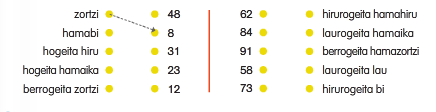 zortzi 48 62 hirurogeita hamahiru
hamabi 8 84 laurogeita hamaika
hogeita hiru 31 91 berrogeita hamazortzi
hogeita hamaika 23 58 laurogeita lau
berrogeita zortzi 12 73 hirurogeita bi